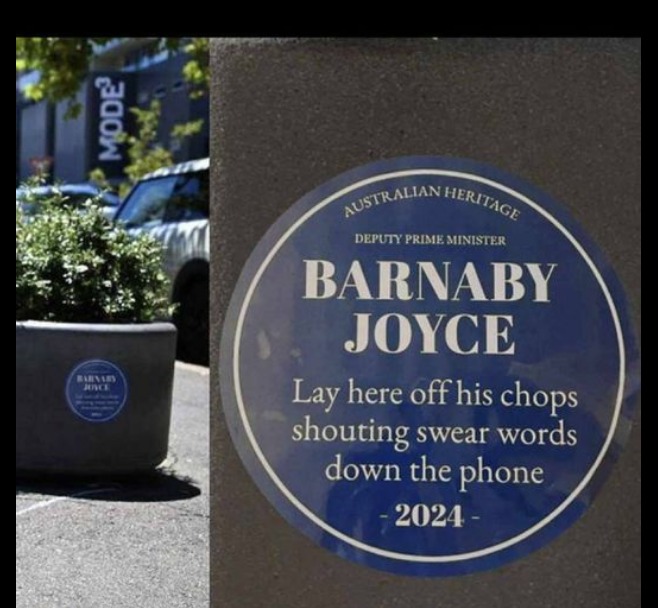 MODE³
BARNABY
JOYCE
AUSTRALIAN HERITAGE
DEPUTY PRIME MINISTER
BARNABY
JOYCE
Lay here off his chops
shouting swear words
down the phone
- 2024 -